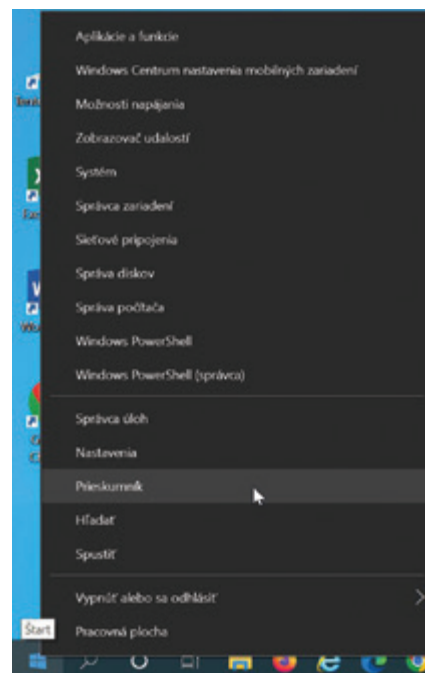 Aplikácie a funkcie
Windows Centrum nastavenia mobilných zariadení
Možnosti napájania
Zobrazovač udalostí
Systém
Správca zariadení
Sieťové pripojenia
Správa diskov
Správa počítača
Windows PowerShell
Windows PowerShell (správca)
Správca úloh
Nastavenia
Prieskumník
Hľadať
Spustiť
Vypnúť alebo sa odhlásiť
Štart
Pracovná plocha